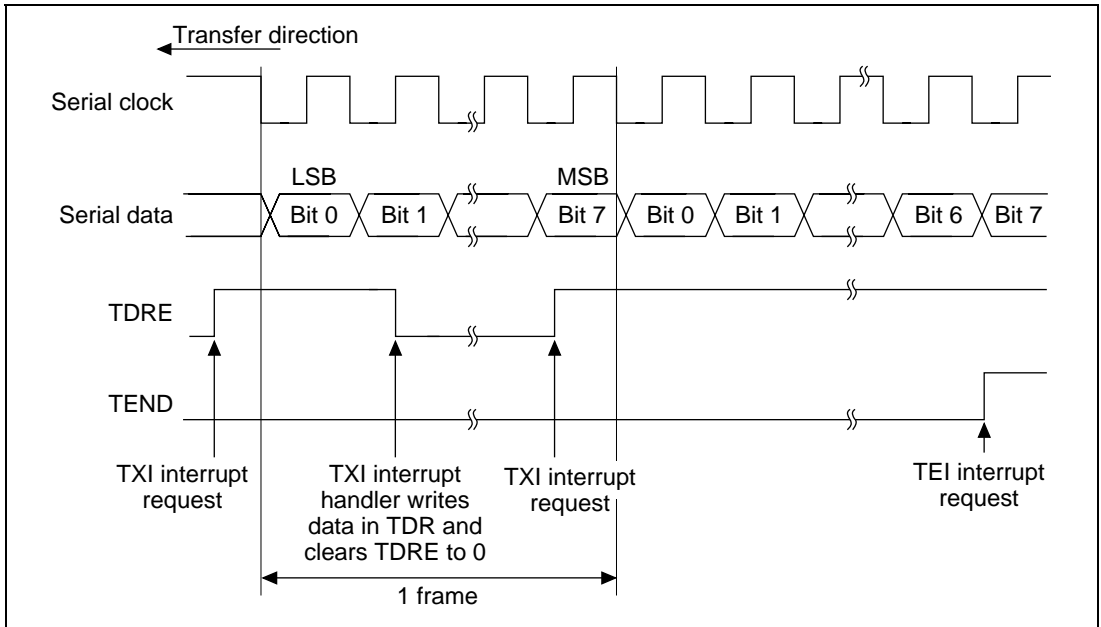 Transfer direction
Serial clock
LSB
MSB
Serial data
Bit 0
Bit 1
Bit 7
Bit 0
Bit 1
Bit 6
Bit 7
TDRE
TEND
TXI interrupt
request
TXI interrupt
handler writes
data in TDR and
clears TDRE to 0
TXI interrupt
request
TEI interrupt
request
1 frame